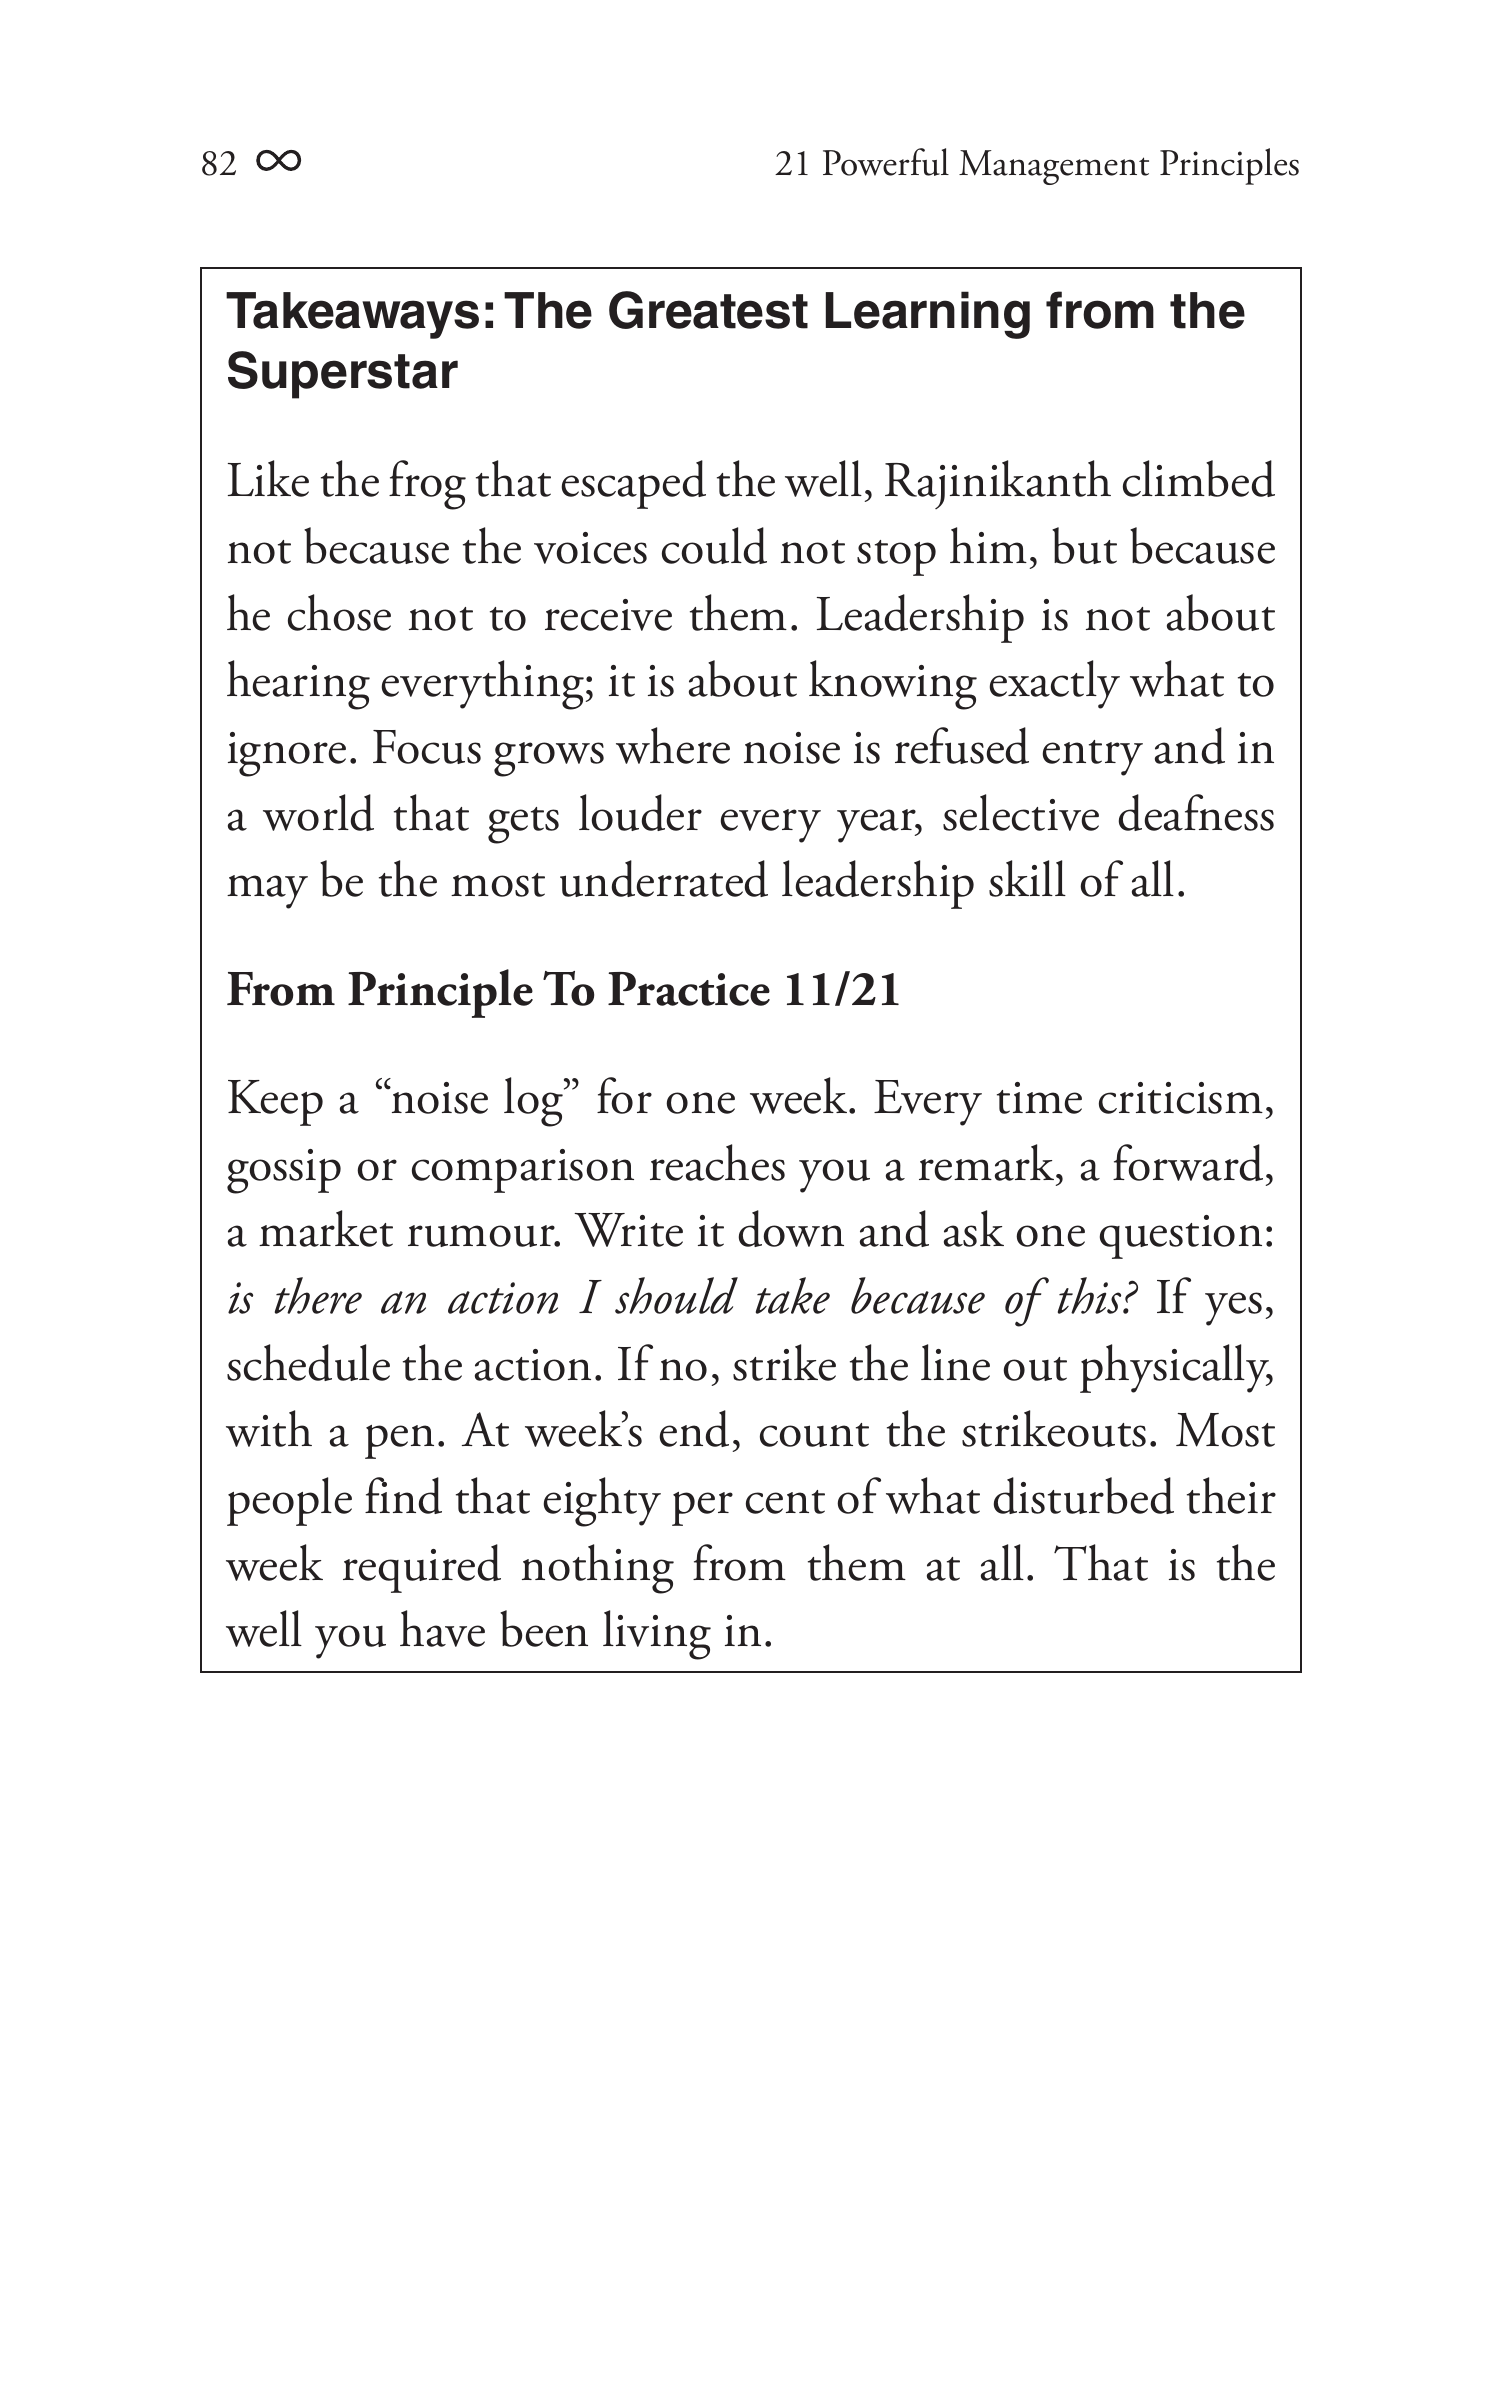 82 ∞ 21 Powerful Management Principles
Takeaways: The Greatest Learning from the
Superstar
Like the frog that escaped the well, Rajinikanth climbed
not because the voices could not stop him, but because
he chose not to receive them. Leadership is not about
hearing everything; it is about knowing exactly what to
ignore. Focus grows where noise is refused entry and in
a world that gets louder every year, selective deafness
may be the most underrated leadership skill of all.
From Principle To Practice 11/21
Keep a “noise log” for one week. Every time criticism,
gossip or comparison reaches you a remark, a forward,
a market rumour. Write it down and ask one question:
is there an action I should take because of this? If yes,
schedule the action. If no, strike the line out physically,
with a pen. At week’s end, count the strikeouts. Most
people find that eighty per cent of what disturbed their
week required nothing from them at all. That is the
well you have been living in.